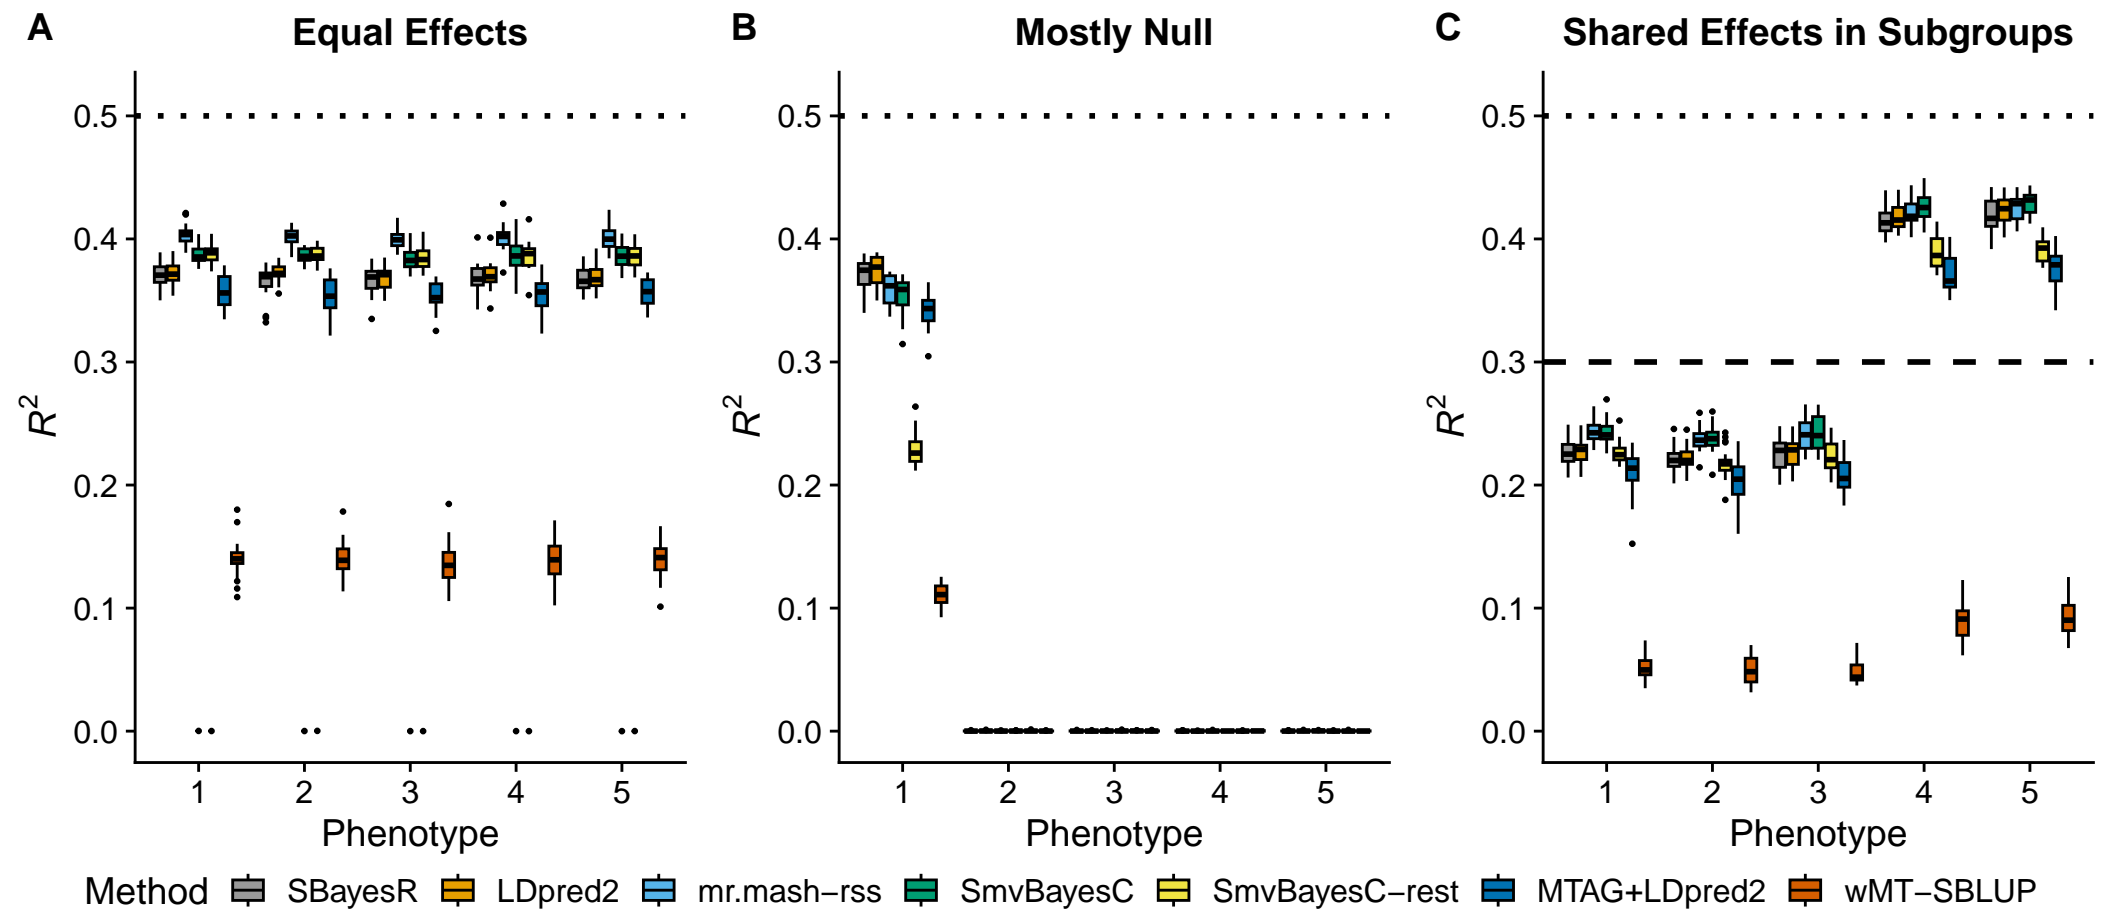 A Equal Effects
B Mostly Null
C Shared Effects in Subgroups
0.5
0.4
0.3
0.2
0.1
0.0
R²
1 2 3 4 5
Phenotype
0.5
0.4
0.3
0.2
0.1
0.0
R²
1 2 3 4 5
Phenotype
0.5
0.4
0.3
0.2
0.1
0.0
R²
1 2 3 4 5
Phenotype
Method SBayesR LDpred2 mr.mash−rss SmvBayesC SmvBayesC−rest MTAG+LDpred2 wMT−SBLUP